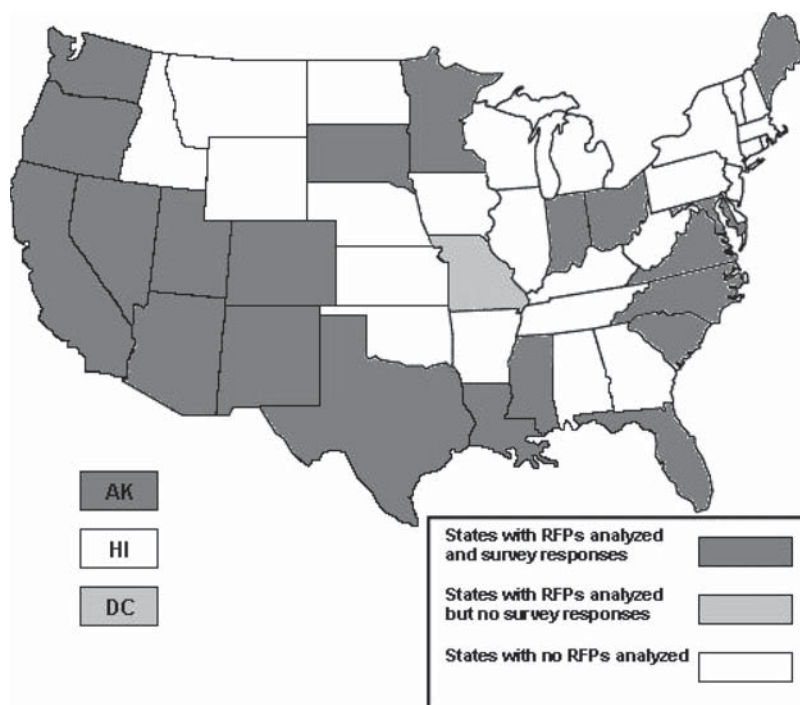 AK
HI
DC
States with RFPs analyzed
and survey responses
States with RFPs analyzed
but no survey responses
States with no RFPs analyzed